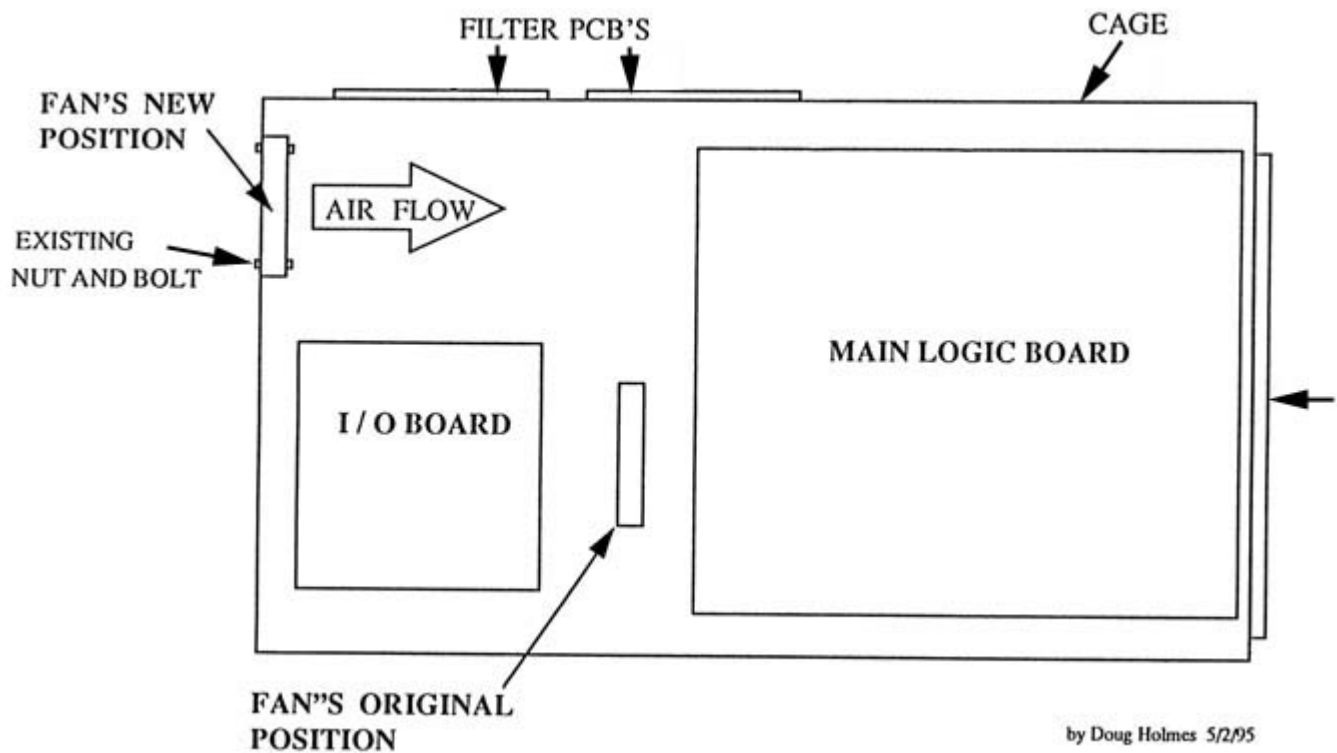 FILTER PCB'S
CAGE
FAN'S NEW
POSITION
AIR FLOW
EXISTING
NUT AND BOLT
MAIN LOGIC BOARD
I / O BOARD
FAN"S ORIGINAL
POSITION
by Doug Holmes 5/2/95